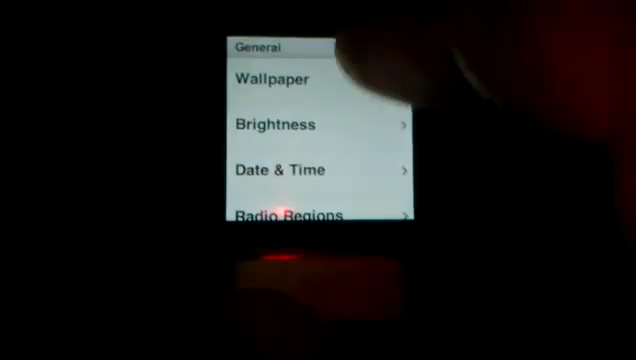 General
Wallpaper
Brightness
Date & Time
Radio Regions